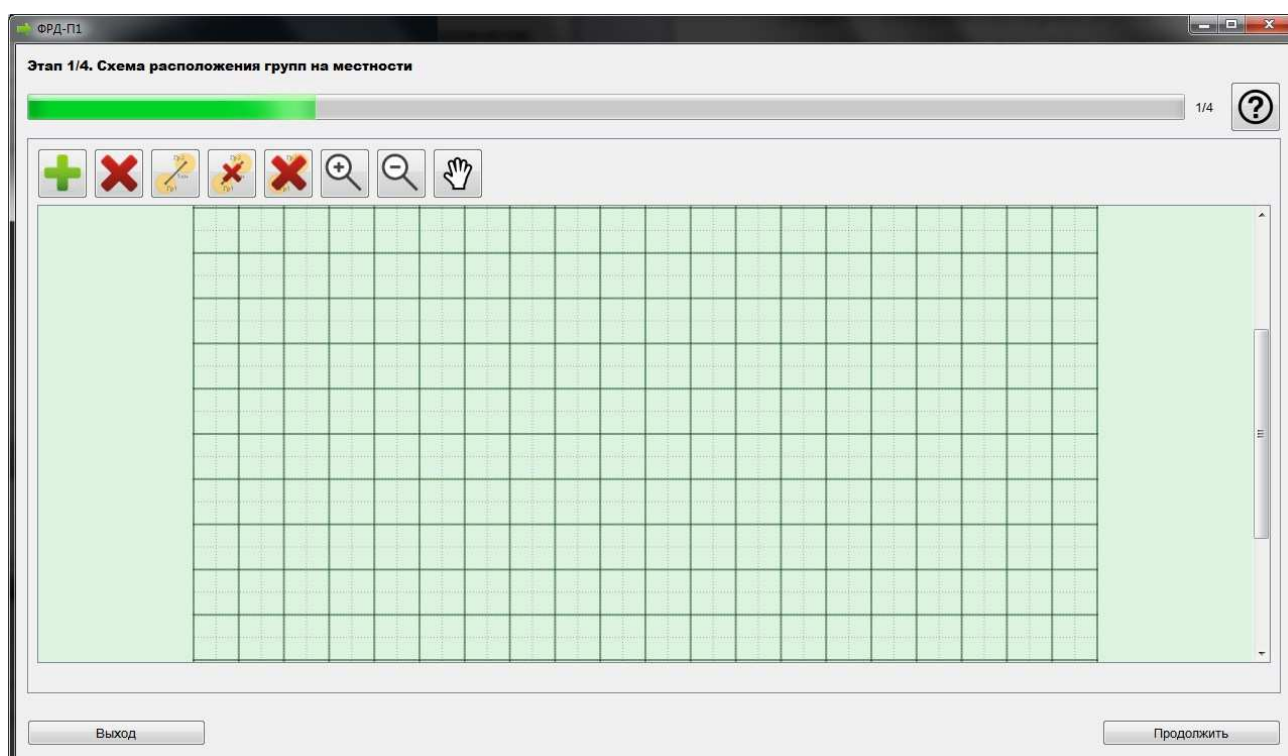 ФРД-П1
Этап 1/4. Схема расположения групп на местности
1/4
Выход
Продолжить